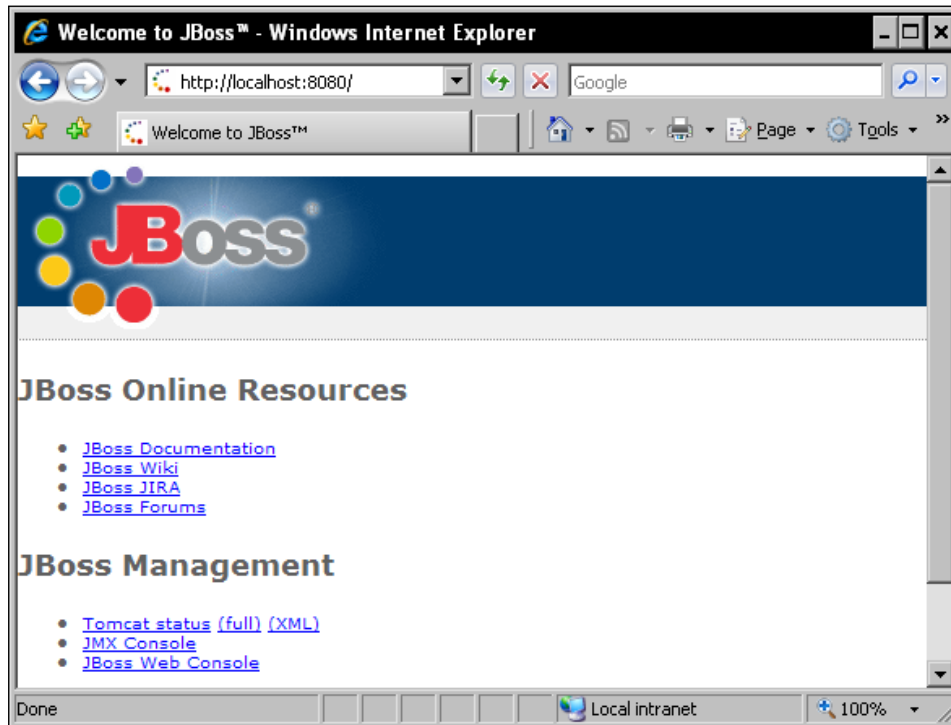 Welcome to JBoss™ - Windows Internet Explorer
http://localhost:8080/
Google
Welcome to JBoss™
Page
Tools
JBoss®
JBoss Online Resources
JBoss Documentation
JBoss Wiki
JBoss JIRA
JBoss Forums
JBoss Management
Tomcat status (full) (XML)
JMX Console
JBoss Web Console
Done
Local intranet
100%